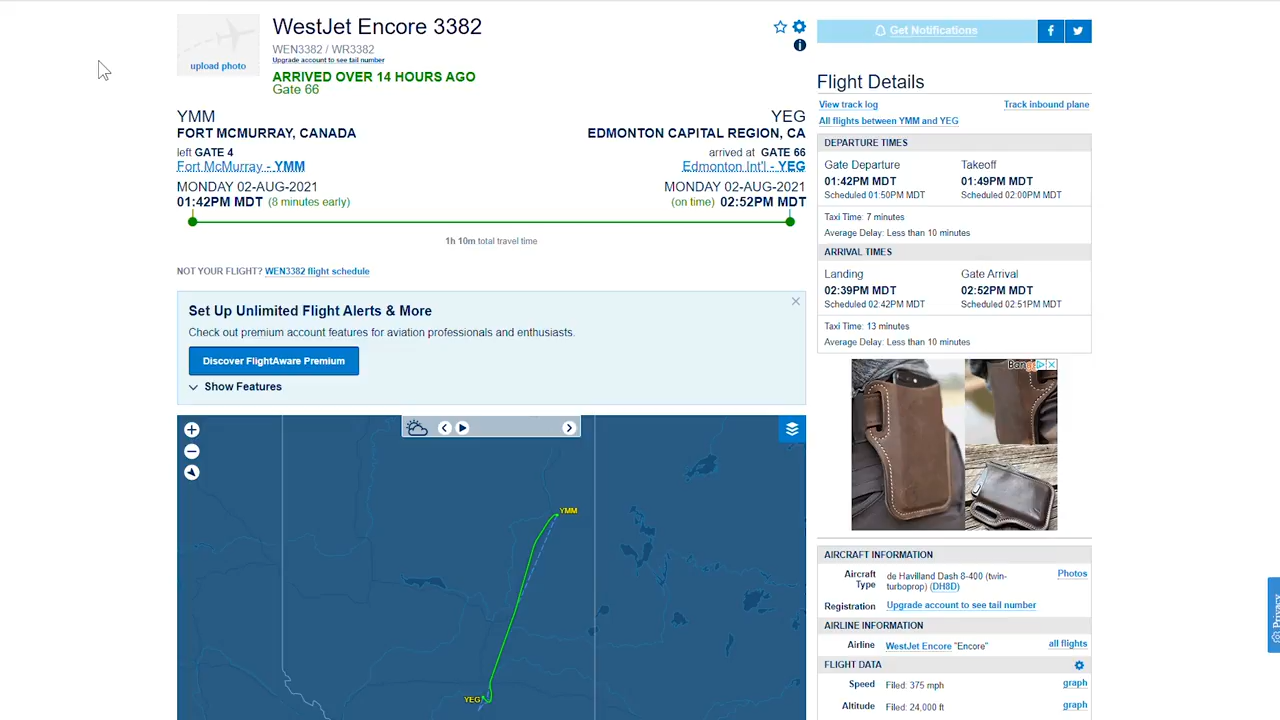 WestJet Encore 3382
WEN3382 / WR3382
Upgrade account to see tail number
upload photo
ARRIVED OVER 14 HOURS AGO
Gate 66
YMM
FORT MCMURRAY, CANADA
left GATE 4
Fort McMurray - YMM
MONDAY 02-AUG-2021
01:42PM MDT (8 minutes early)
YEG
EDMONTON CAPITAL REGION, CA
arrived at GATE 66
Edmonton Int'l - YEG
MONDAY 02-AUG-2021
(on time) 02:52PM MDT
1h 10m total travel time
NOT YOUR FLIGHT? WEN3382 flight schedule
Set Up Unlimited Flight Alerts & More
Check out premium account features for aviation professionals and enthusiasts.
Discover FlightAware Premium
Show Features
YMM
YEG
Get Notifications
Flight Details
View track log
Track inbound plane
All flights between YMM and YEG
DEPARTURE TIMES
Gate Departure Takeoff
01:42PM MDT 01:49PM MDT
Scheduled 01:50PM MDT Scheduled 02:00PM MDT
Taxi Time: 7 minutes
Average Delay: Less than 10 minutes
ARRIVAL TIMES
Landing Gate Arrival
02:39PM MDT 02:52PM MDT
Scheduled 02:42PM MDT Scheduled 02:51PM MDT
Taxi Time: 13 minutes
Average Delay: Less than 10 minutes
AIRCRAFT INFORMATION
Aircraft Type de Havilland Dash 8-400 (twin-
turboprop) (DH8D)
Photos
Registration Upgrade account to see tail number
AIRLINE INFORMATION
Airline WestJet Encore "Encore" all flights
FLIGHT DATA
Speed Filed: 375 mph graph
Altitude Filed: 24,000 ft graph
Privacy